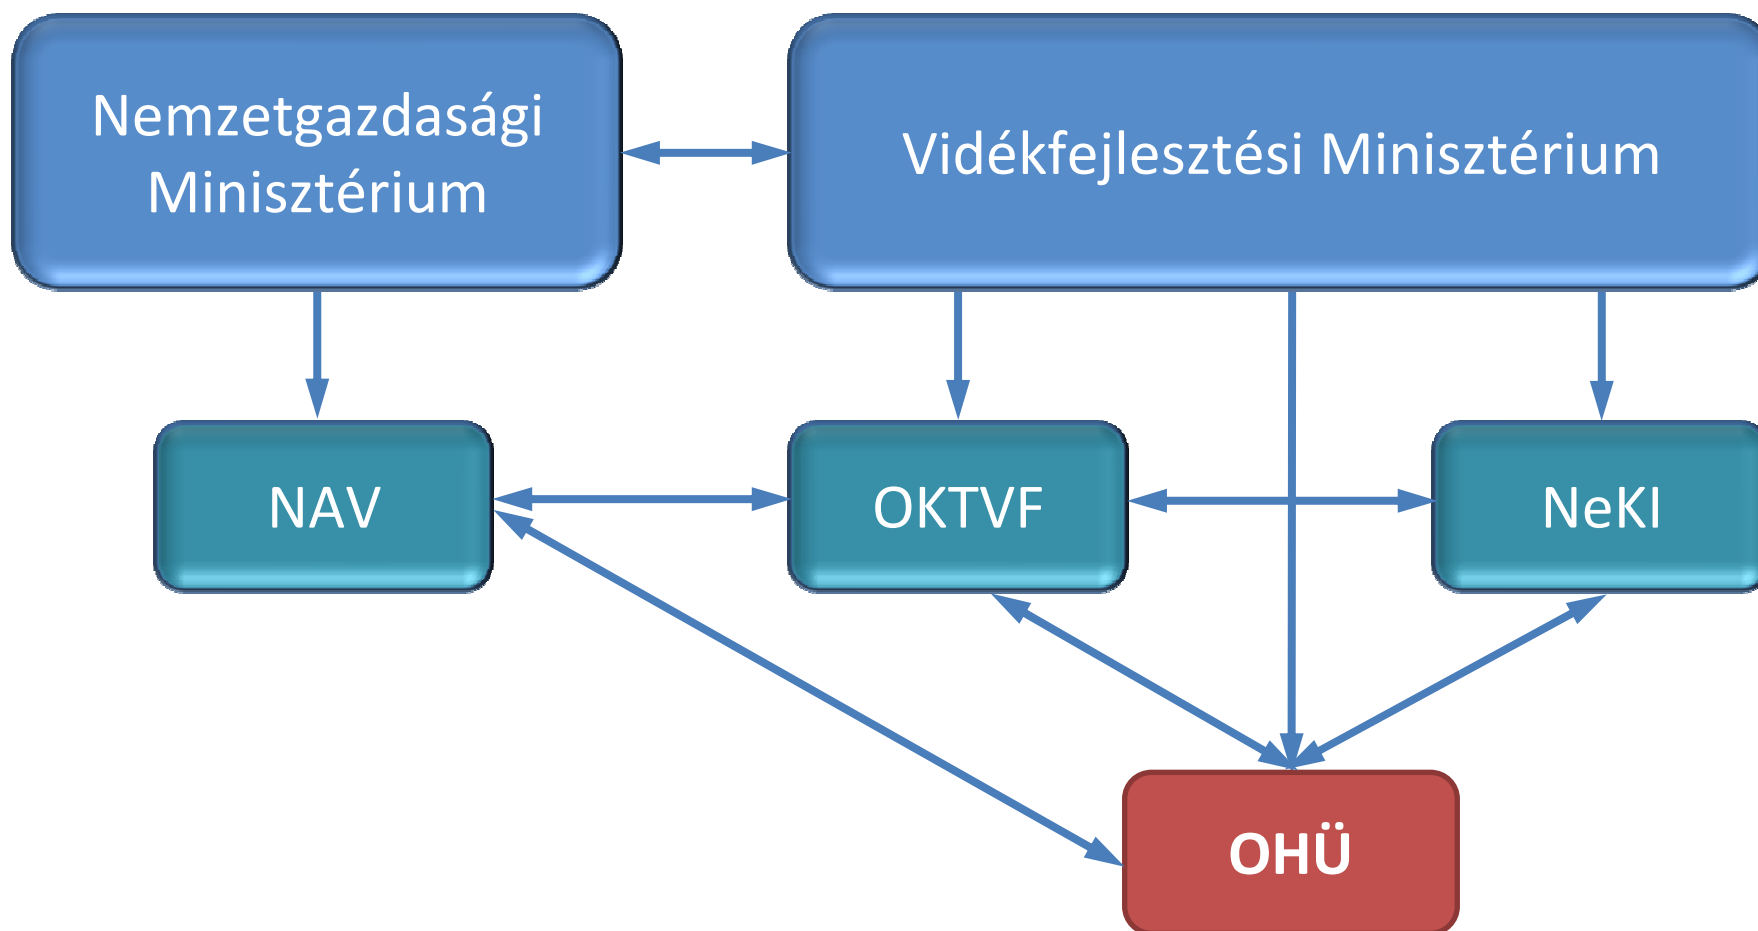 Nemzetgazdasági
Minisztérium
Vidékfejlesztési Minisztérium
NAV
OKTVF
NeKI
OHÜ